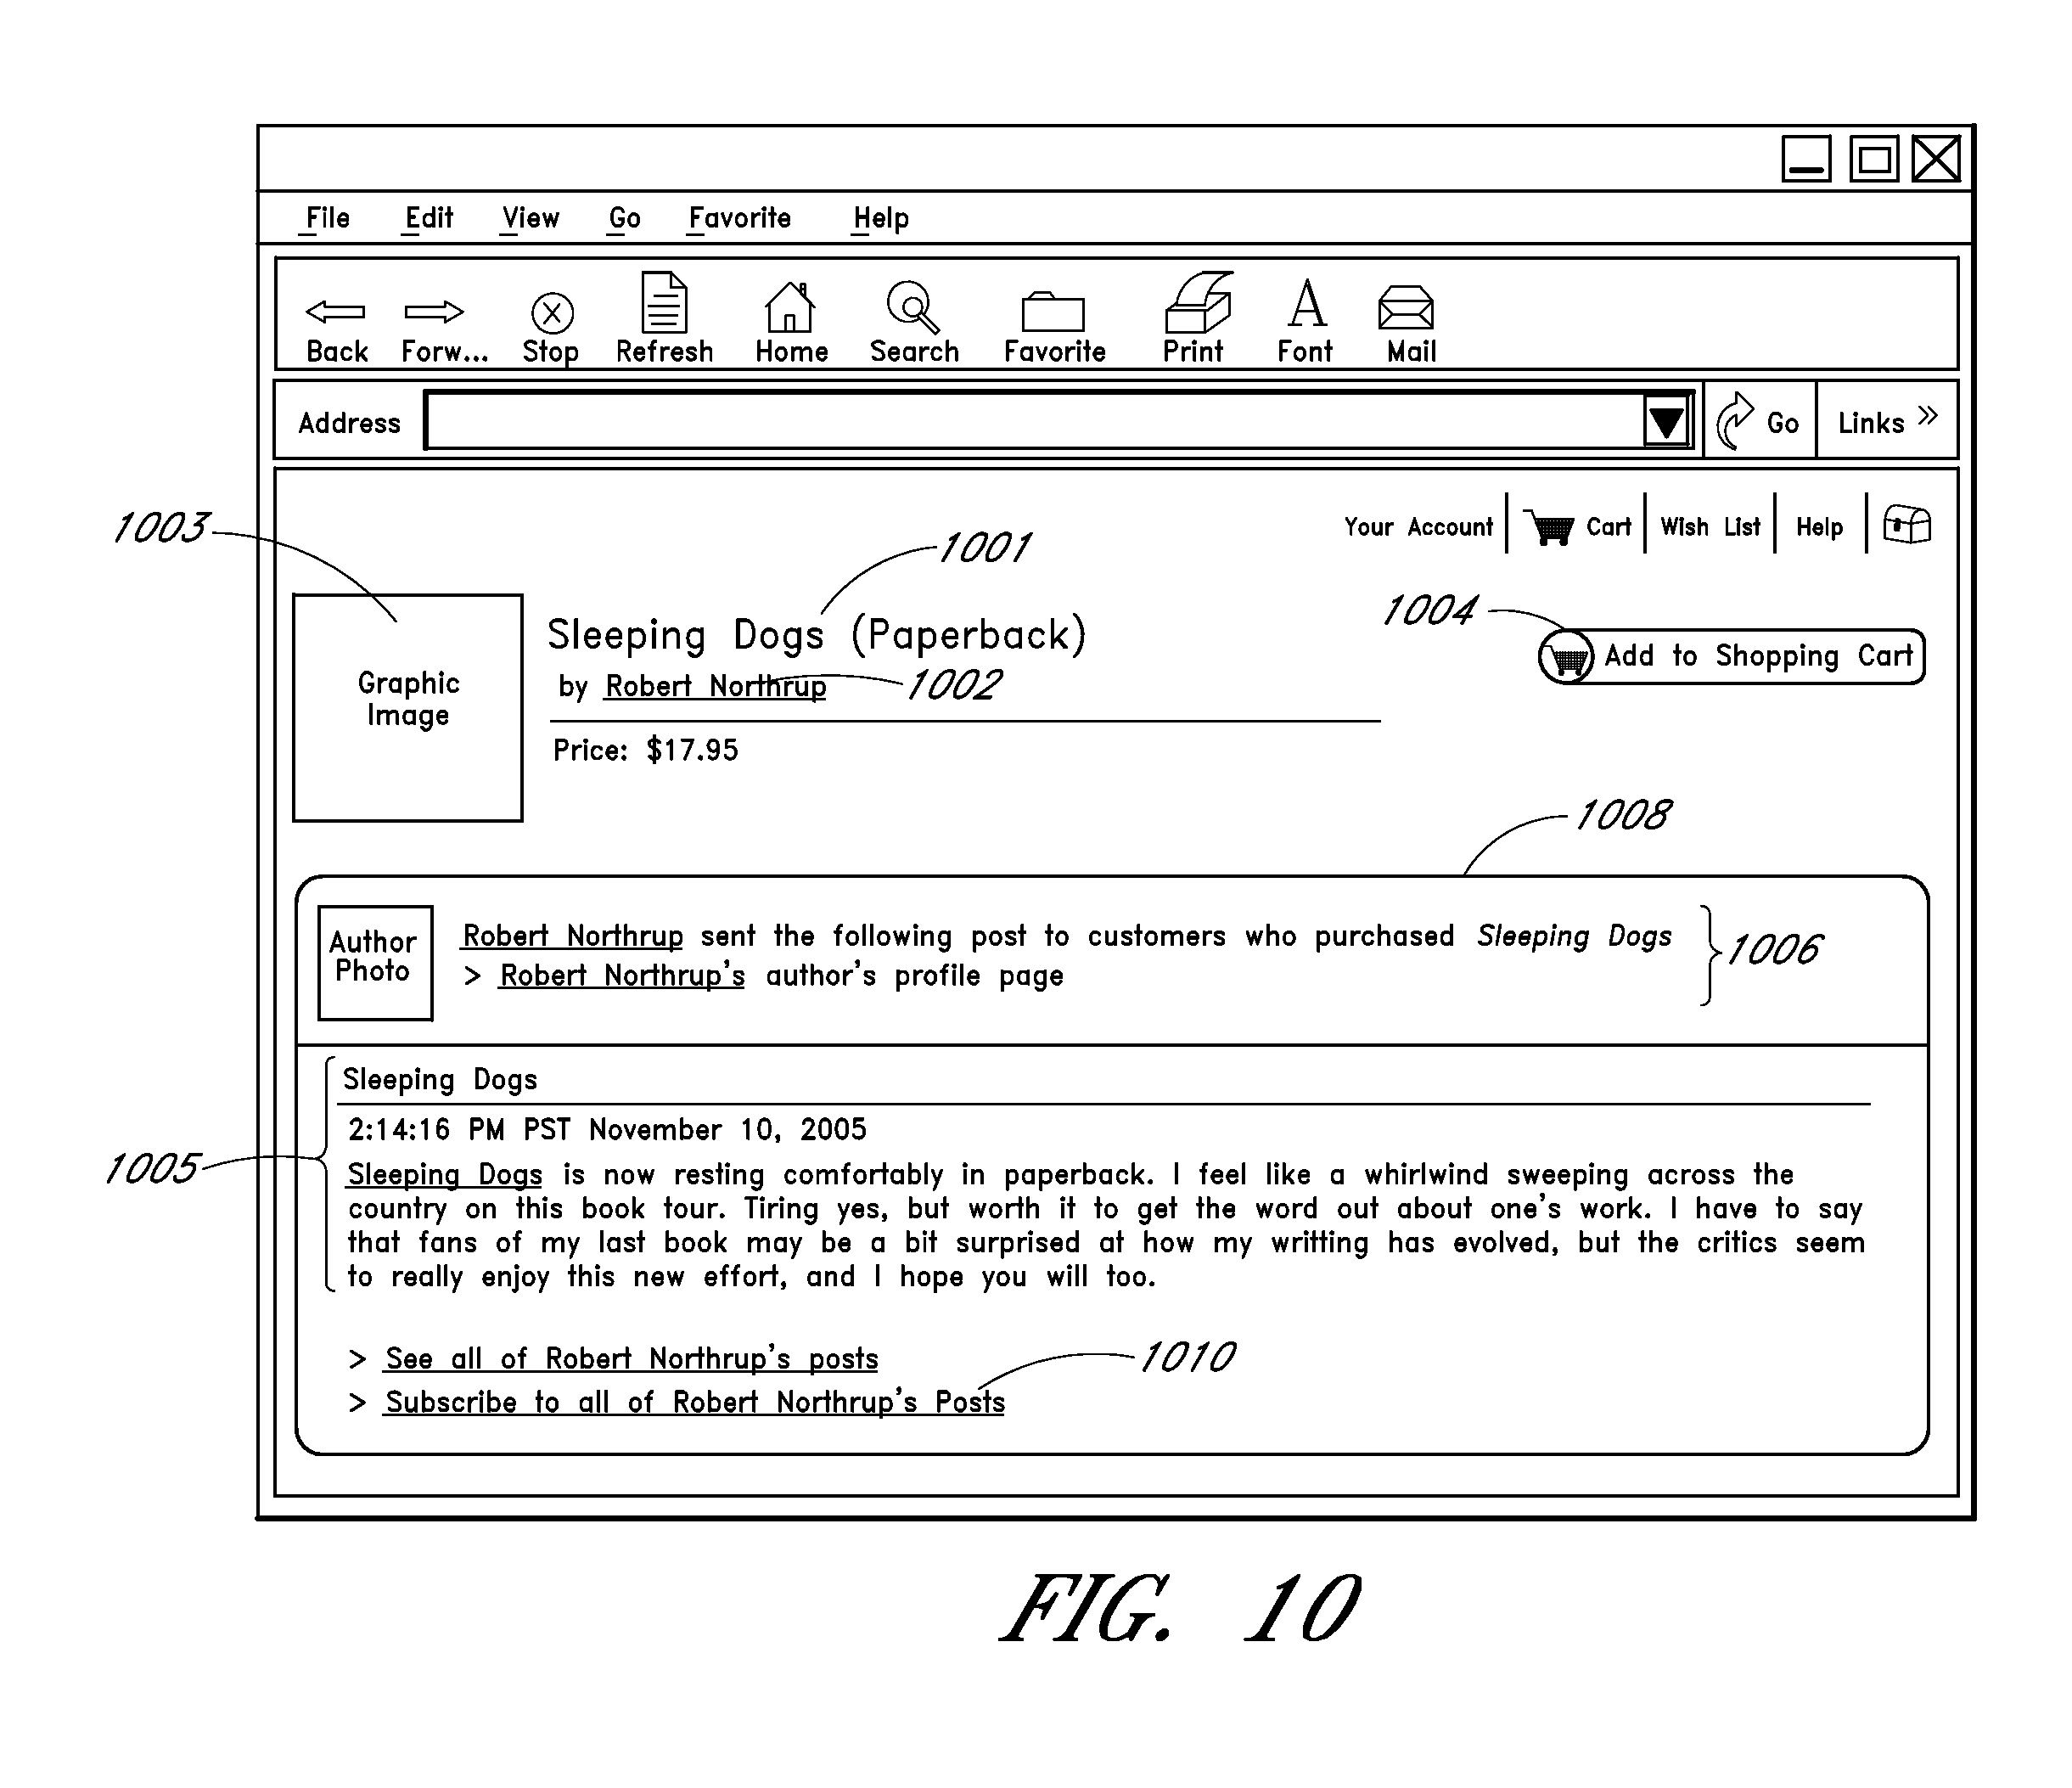 File Edit View Go Favorite Help
Back Forw... Stop Refresh Home Search Favorite Print Font Mail
Address Go Links »
Your Account Cart Wish List Help
1003
1001
1004
Sleeping Dogs (Paperback)
Add to Shopping Cart
by Robert Northrup
1002
Graphic
Image
Price: $17.95
1008
Author
Photo
Robert Northrup sent the following post to customers who purchased Sleeping Dogs
> Robert Northrup's author's profile page
1006
Sleeping Dogs
2:14:16 PM PST November 10, 2005
1005
Sleeping Dogs is now resting comfortably in paperback. I feel like a whirlwind sweeping across the
country on this book tour. Tiring yes, but worth it to get the word out about one's work. I have to say
that fans of my last book may be a bit surprised at how my writting has evolved, but the critics seem
to really enjoy this new effort, and I hope you will too.
> See all of Robert Northrup's posts
1010
> Subscribe to all of Robert Northrup's Posts
FIG. 10